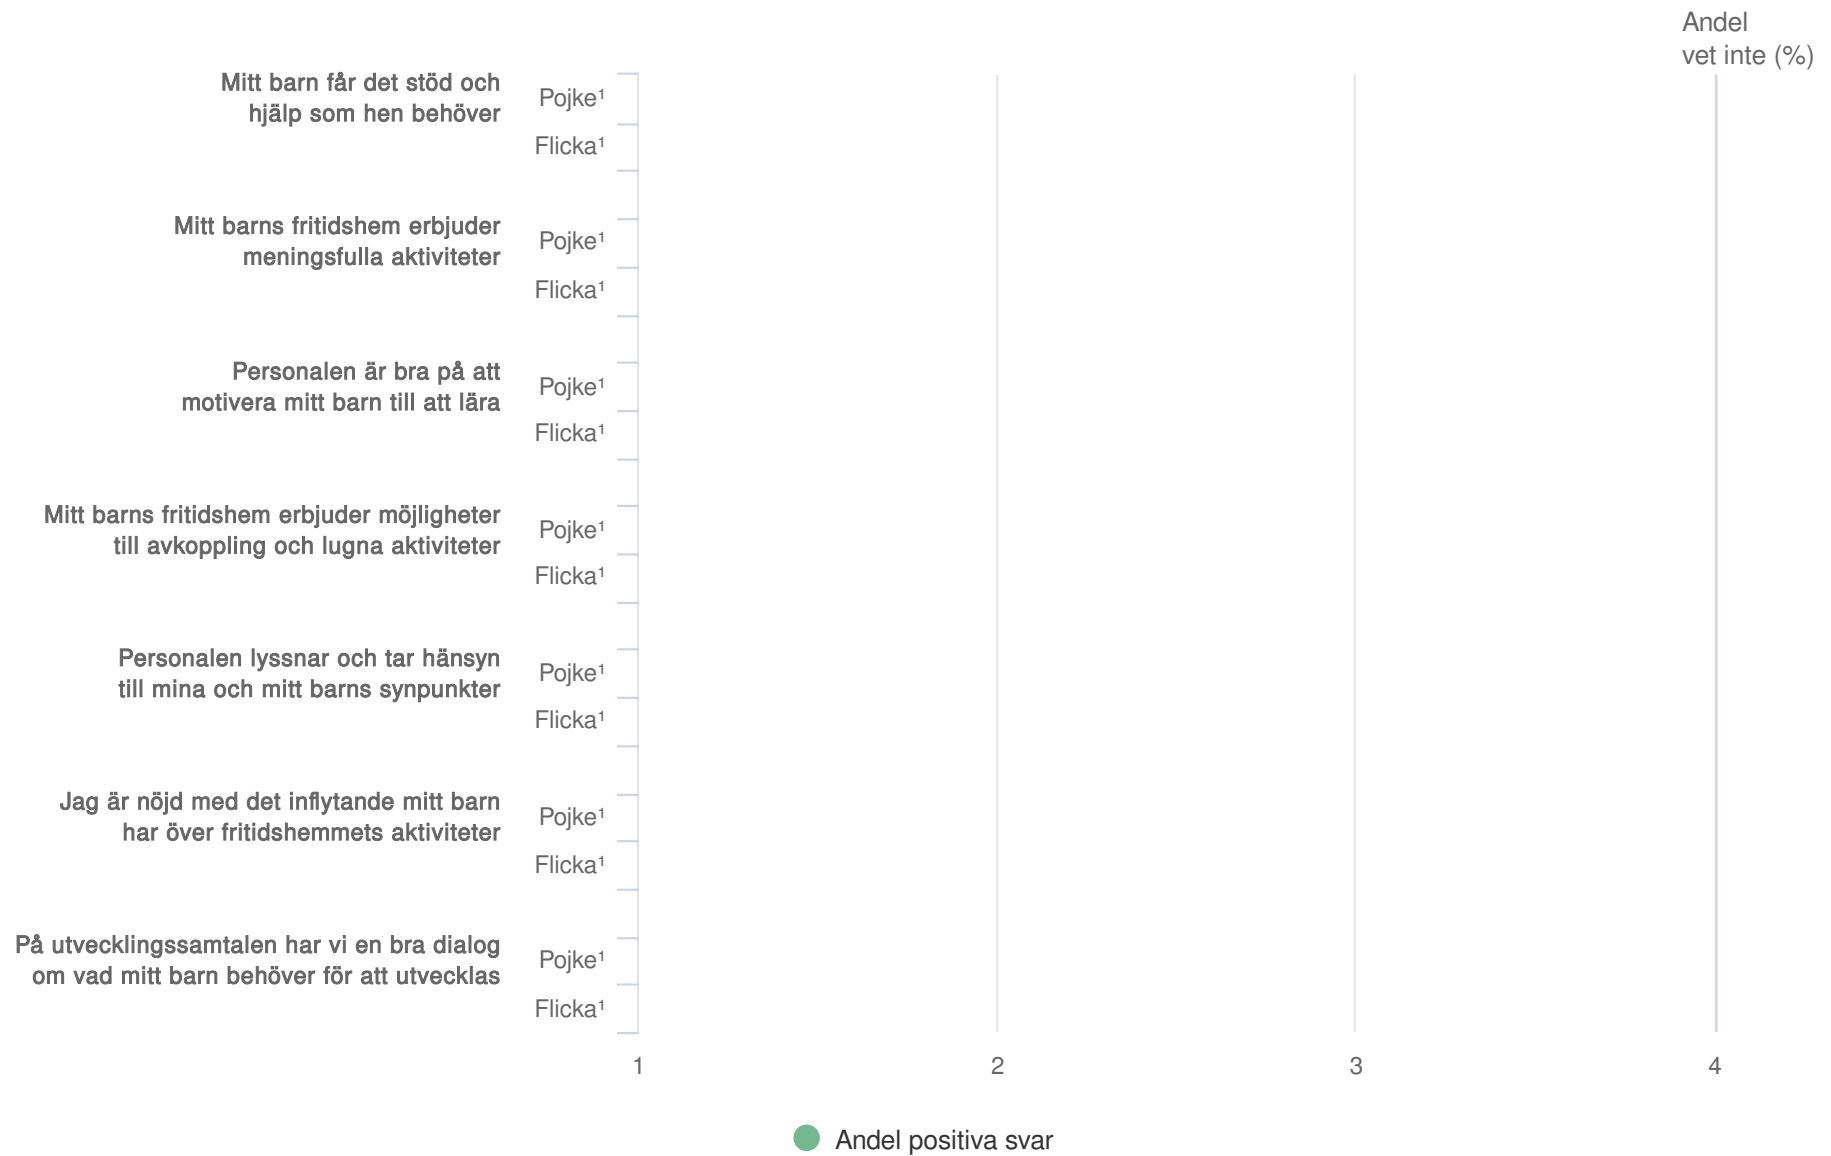 Andel
vet inte (%)
Mitt barn får det stöd och
hjälp som hen behöver
Pojke¹
Flicka¹
Mitt barns fritidshem erbjuder
meningsfulla aktiviteter
Pojke¹
Flicka¹
Personalen är bra på att
motivera mitt barn till att lära
Pojke¹
Flicka¹
Mitt barns fritidshem erbjuder möjligheter
till avkoppling och lugna aktiviteter
Pojke¹
Flicka¹
Personalen lyssnar och tar hänsyn
till mina och mitt barns synpunkter
Pojke¹
Flicka¹
Jag är nöjd med det inflytande mitt barn
har över fritidshemmets aktiviteter
Pojke¹
Flicka¹
På utvecklingssamtalen har vi en bra dialog
om vad mitt barn behöver för att utvecklas
Pojke¹
Flicka¹
1 2 3 4
Andel positiva svar